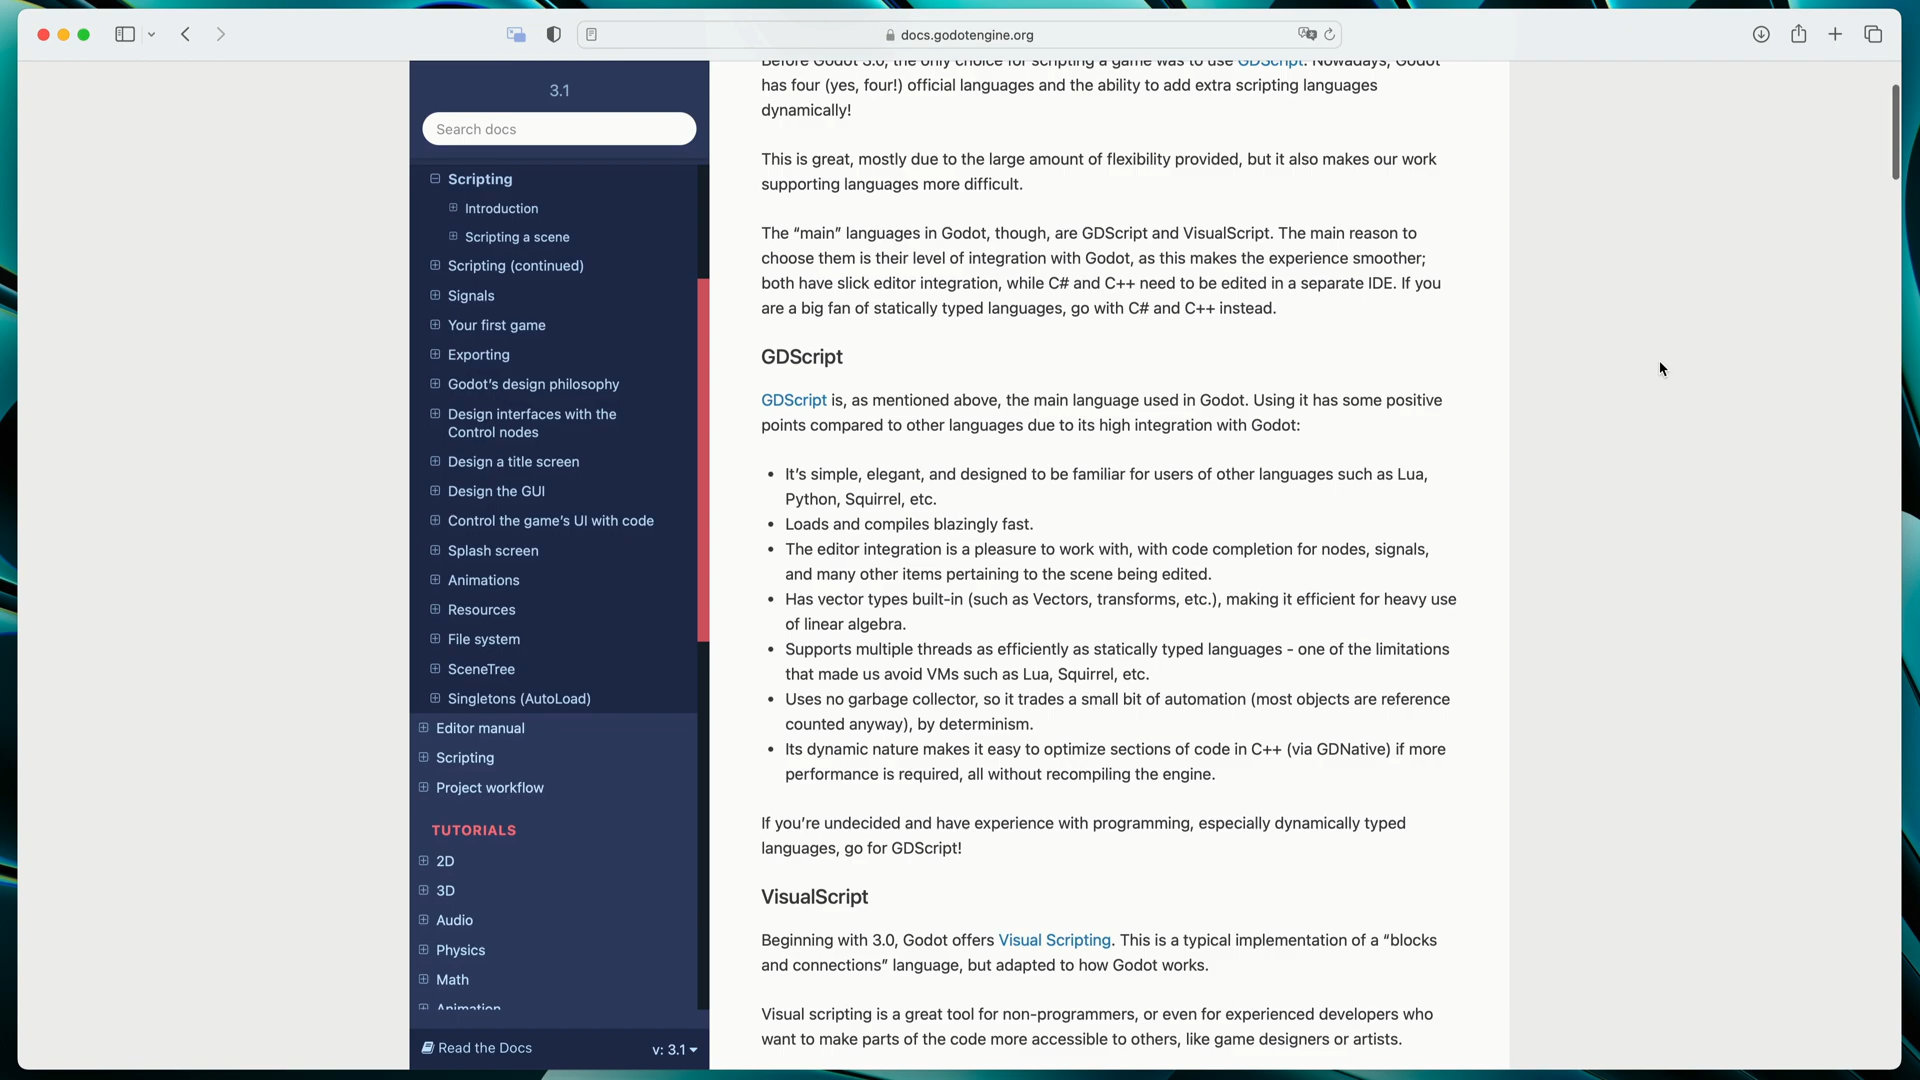 docs.godotengine.org
3.1
Search docs
Scripting
Introduction
Scripting a scene
Scripting (continued)
Signals
Your first game
Exporting
Godot’s design philosophy
Design interfaces with the
Control nodes
Design a title screen
Design the GUI
Control the game’s UI with code
Splash screen
Animations
Resources
File system
SceneTree
Singletons (AutoLoad)
Editor manual
Scripting
Project workflow
TUTORIALS
2D
3D
Audio
Physics
Math
Animation
Read the Docs
v: 3.1
Before Godot 3.0, the only choice for scripting a game was to use GDScript. Nowadays, Godot
has four (yes, four!) official languages and the ability to add extra scripting languages
dynamically!
This is great, mostly due to the large amount of flexibility provided, but it also makes our work
supporting languages more difficult.
The “main” languages in Godot, though, are GDScript and VisualScript. The main reason to
choose them is their level of integration with Godot, as this makes the experience smoother;
both have slick editor integration, while C# and C++ need to be edited in a separate IDE. If you
are a big fan of statically typed languages, go with C# and C++ instead.
GDScript
GDScript is, as mentioned above, the main language used in Godot. Using it has some positive
points compared to other languages due to its high integration with Godot:
• It’s simple, elegant, and designed to be familiar for users of other languages such as Lua,
Python, Squirrel, etc.
• Loads and compiles blazingly fast.
• The editor integration is a pleasure to work with, with code completion for nodes, signals,
and many other items pertaining to the scene being edited.
• Has vector types built-in (such as Vectors, transforms, etc.), making it efficient for heavy use
of linear algebra.
• Supports multiple threads as efficiently as statically typed languages - one of the limitations
that made us avoid VMs such as Lua, Squirrel, etc.
• Uses no garbage collector, so it trades a small bit of automation (most objects are reference
counted anyway), by determinism.
• Its dynamic nature makes it easy to optimize sections of code in C++ (via GDNative) if more
performance is required, all without recompiling the engine.
If you’re undecided and have experience with programming, especially dynamically typed
languages, go for GDScript!
VisualScript
Beginning with 3.0, Godot offers Visual Scripting. This is a typical implementation of a “blocks
and connections” language, but adapted to how Godot works.
Visual scripting is a great tool for non-programmers, or even for experienced developers who
want to make parts of the code more accessible to others, like game designers or artists.